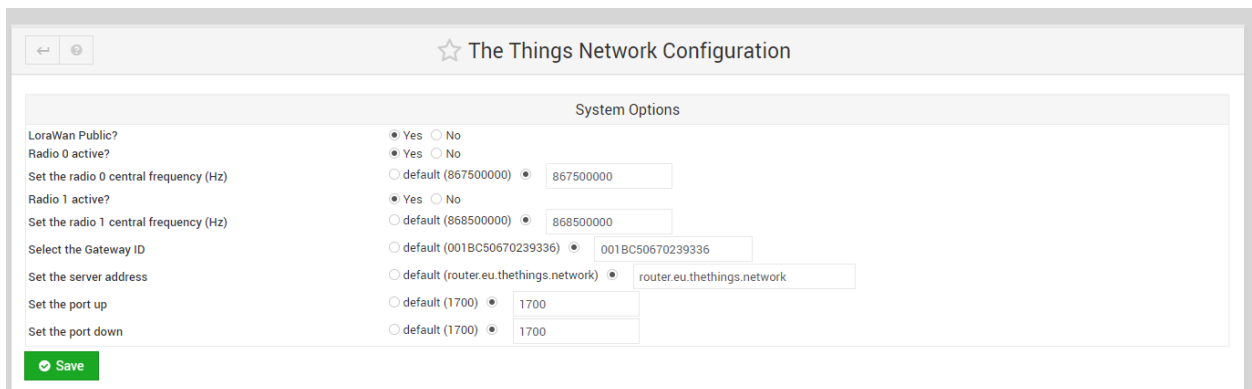 The Things Network Configuration
System Options
LoraWan Public? Yes No
Radio 0 active? Yes No
Set the radio 0 central frequency (Hz) default (867500000) 867500000
Radio 1 active? Yes No
Set the radio 1 central frequency (Hz) default (868500000) 868500000
Select the Gateway ID default (001BC50670239336) 001BC50670239336
Set the server address default (router.eu.thethings.network) router.eu.thethings.network
Set the port up default (1700) 1700
Set the port down default (1700) 1700
Save